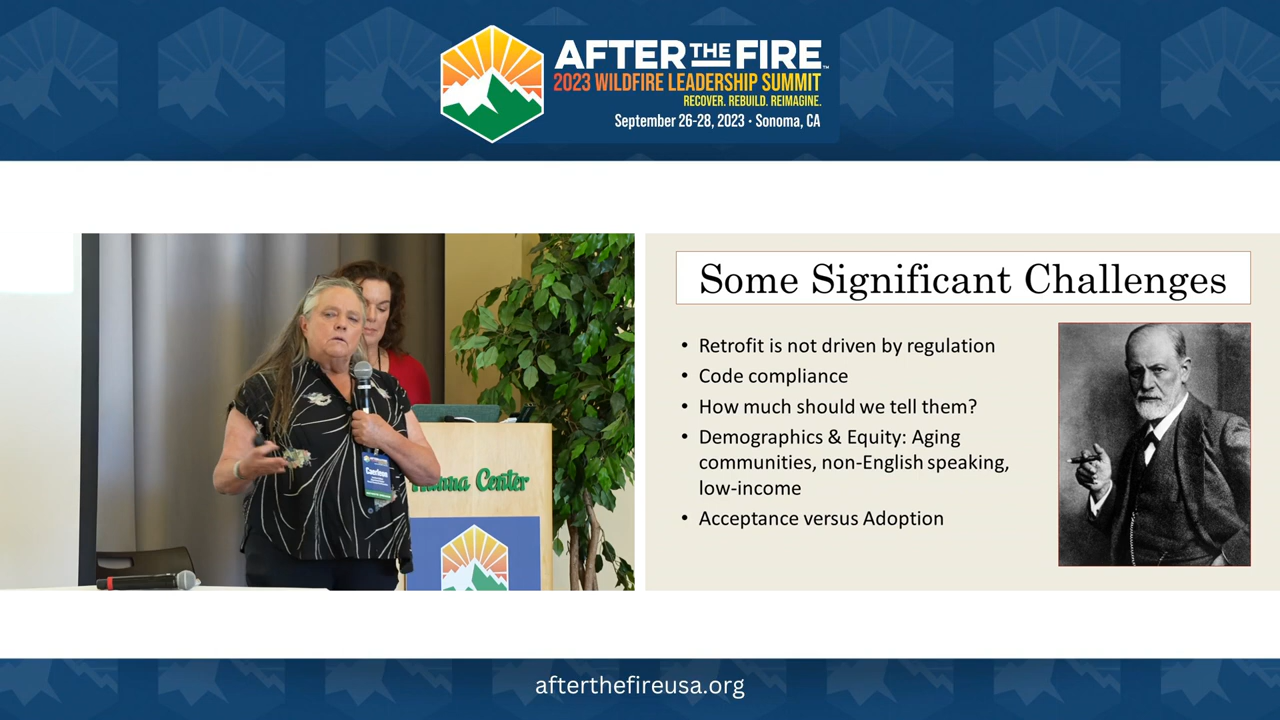 AFTER THE FIRE™
2023 WILDFIRE LEADERSHIP SUMMIT
RECOVER. REBUILD. REIMAGINE.
September 26-28, 2023 • Sonoma, CA
Center
Some Significant Challenges
• Retrofit is not driven by regulation
• Code compliance
• How much should we tell them?
• Demographics & Equity: Aging
communities, non-English speaking,
low-income
• Acceptance versus Adoption
afterthefireusa.org